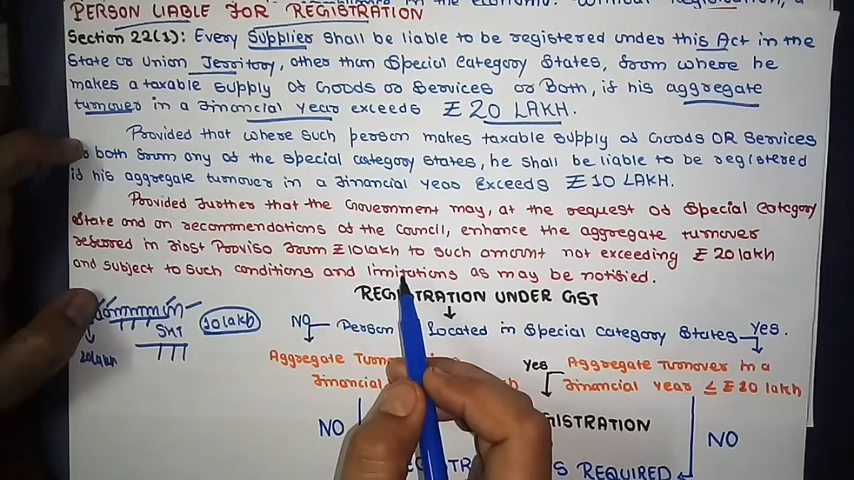 PERSON LIABLE FOR REGISTRATION
Section 22(1): Every Supplier shall be liable to be registered under this Act in the
State or Union Territory, other than Special Category States, from where he
makes a taxable supply of Goods or Services or Both, if his aggregate
turnover in a Financial Year exceeds ₹20 LAKH.
Provided that where such person makes taxable supply of Goods OR Services
or both from any of the special category states, he shall be liable to be registered
if his aggregate turnover in a financial year exceeds ₹10 LAKH.
Provided Further that the Government may, at the request of Special Category
State and on recommendations of the Council, enhance the aggregate turnover
referred in First Proviso from ₹10lakh to such amount not exceeding ₹20lakh
and subject to such conditions and limitations as may be notified.
REGISTRATION UNDER GST
10lakh
20lakh
NO Person Located in Special Category States Yes.
Aggregate
Financial
Yes
Aggregate Turnover in a
Financial year ≤ ₹20 lakh
NO
NO
REQUIRED